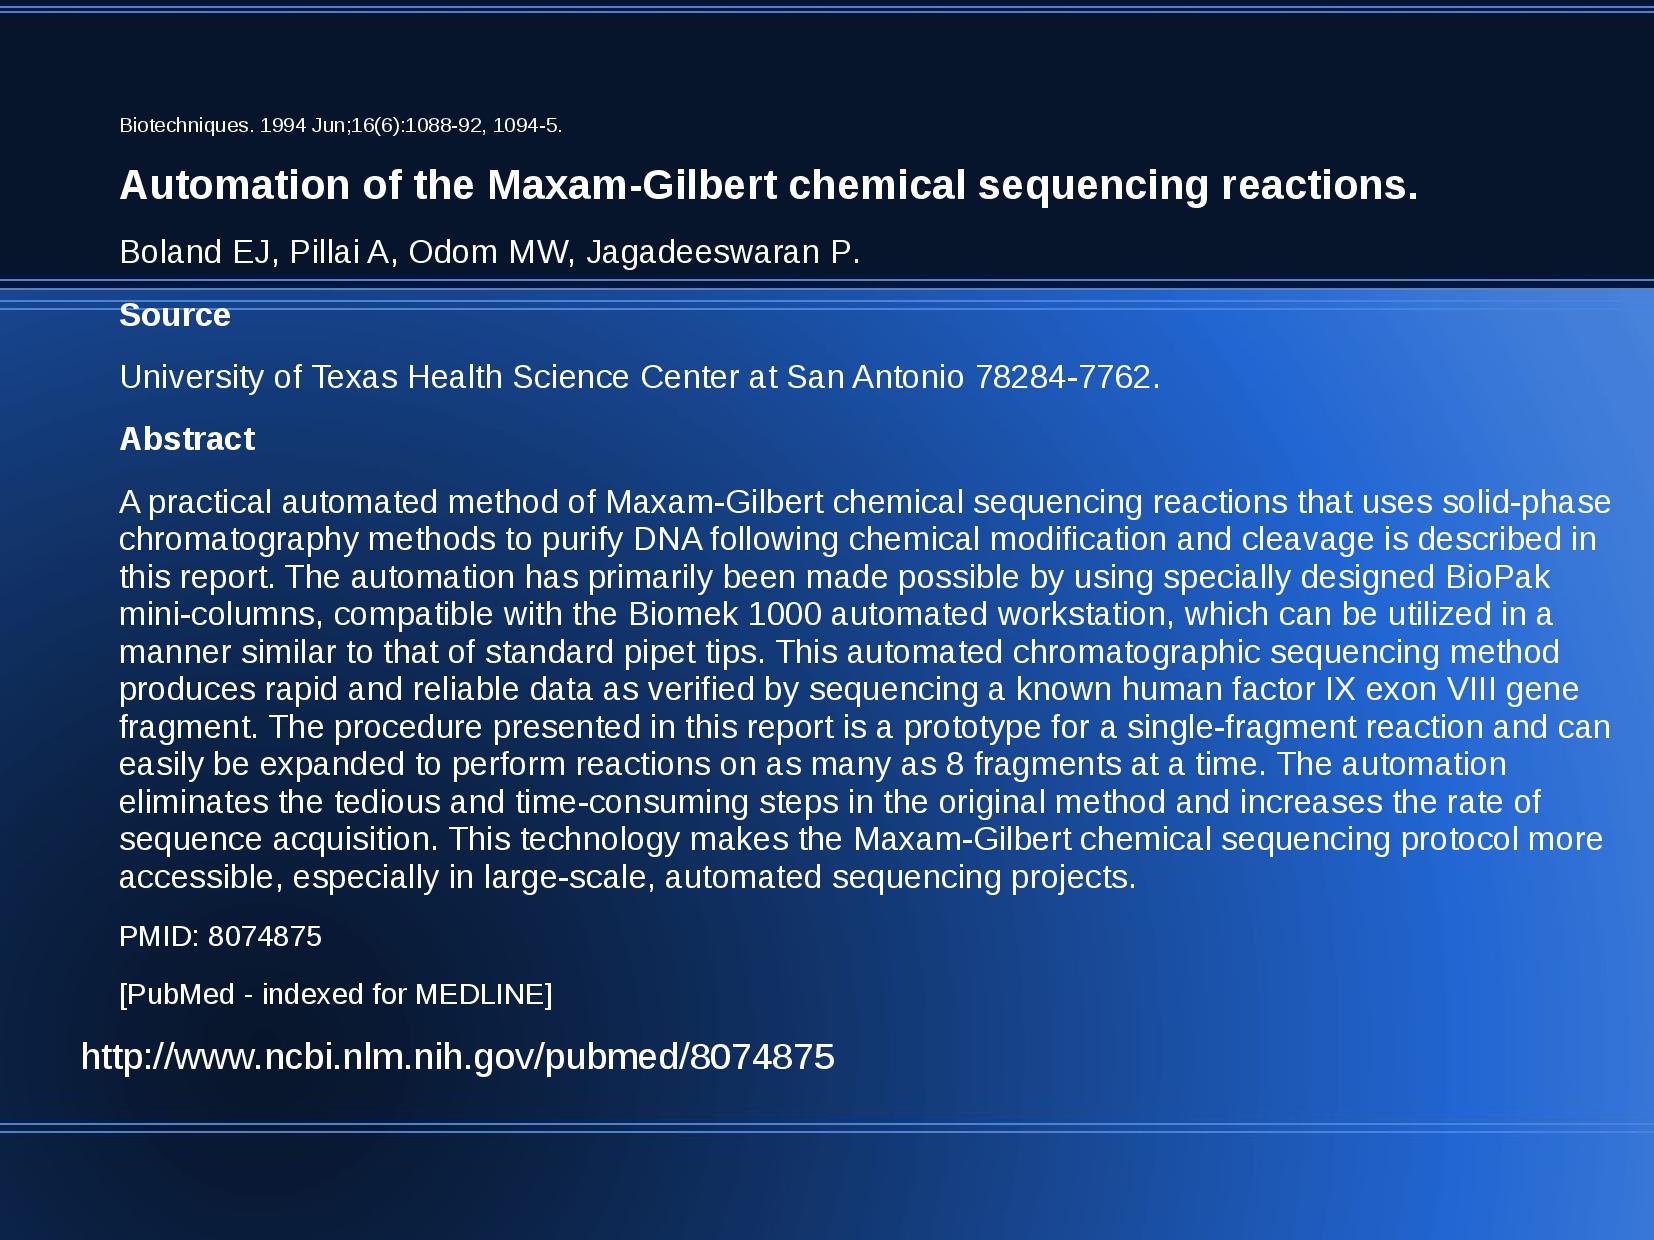 Biotechniques. 1994 Jun;16(6):1088-92, 1094-5.
Automation of the Maxam-Gilbert chemical sequencing reactions.
Boland EJ, Pillai A, Odom MW, Jagadeeswaran P.
Source
University of Texas Health Science Center at San Antonio 78284-7762.
Abstract
A practical automated method of Maxam-Gilbert chemical sequencing reactions that uses solid-phase
chromatography methods to purify DNA following chemical modification and cleavage is described in
this report. The automation has primarily been made possible by using specially designed BioPak
mini-columns, compatible with the Biomek 1000 automated workstation, which can be utilized in a
manner similar to that of standard pipet tips. This automated chromatographic sequencing method
produces rapid and reliable data as verified by sequencing a known human factor IX exon VIII gene
fragment. The procedure presented in this report is a prototype for a single-fragment reaction and can
easily be expanded to perform reactions on as many as 8 fragments at a time. The automation
eliminates the tedious and time-consuming steps in the original method and increases the rate of
sequence acquisition. This technology makes the Maxam-Gilbert chemical sequencing protocol more
accessible, especially in large-scale, automated sequencing projects.
PMID: 8074875
[PubMed - indexed for MEDLINE]
http://www.ncbi.nlm.nih.gov/pubmed/8074875